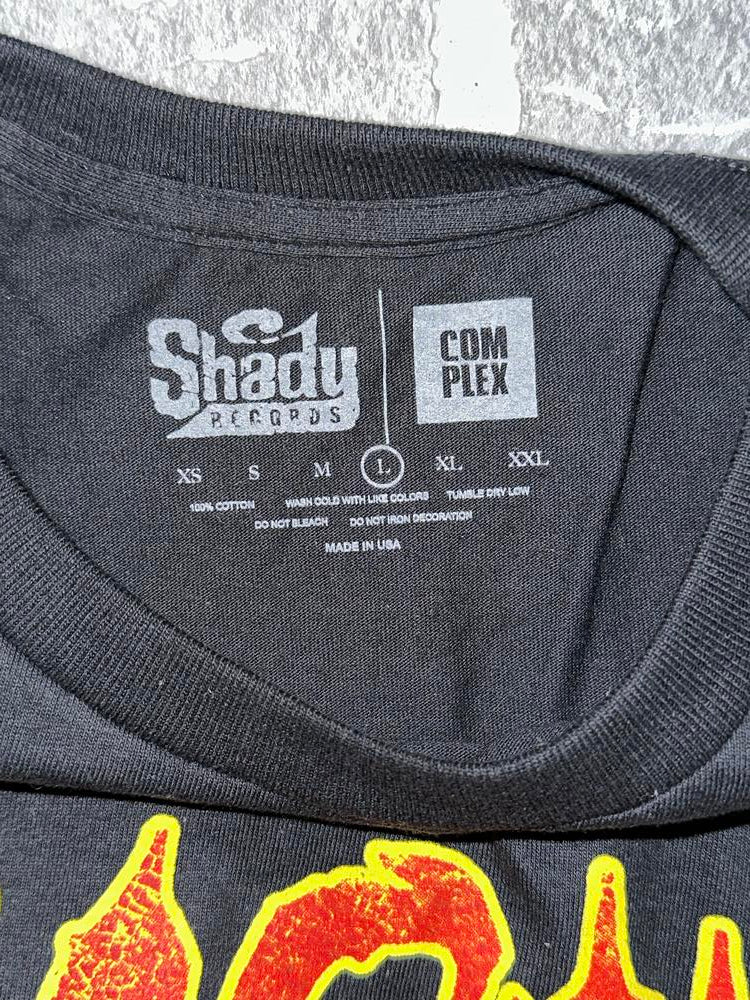 Shady
RECORDS
COM
PLEX
XS S M L XL XXL
100% COTTON WASH COLD WITH LIKE COLORS TUMBLE DRY LOW
DO NOT BLEACH DO NOT IRON DECORATION
MADE IN USA